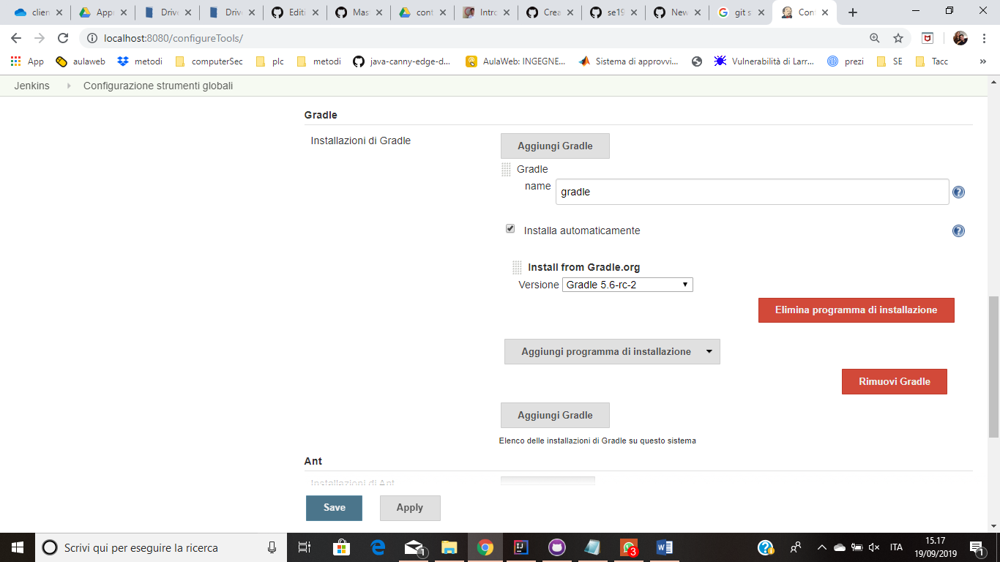 clien
Appr
Drive
Drive
Editi
Mas
cont
Intro
Crea
se19
New
git s
Con
localhost:8080/configureTools/
App
aulaweb
metodi
computerSec
plc
metodi
java-canny-edge-d...
AulaWeb: INGEGNE...
Sistema di approvvi...
Vulnerabilità di Larr...
prezi
SE
Tacc
»
Jenkins
Configurazione strumenti globali
Gradle
Installazioni di Gradle
Aggiungi Gradle
Gradle
name
gradle
Installa automaticamente
Install from Gradle.org
Versione Gradle 5.6-rc-2
Elimina programma di installazione
Aggiungi programma di installazione
Rimuovi Gradle
Aggiungi Gradle
Elenco delle installazioni di Gradle su questo sistema
Ant
Installazioni di Ant
Save
Apply
Scrivi qui per eseguire la ricerca
1
3
ITA
15.17
19/09/2019
1